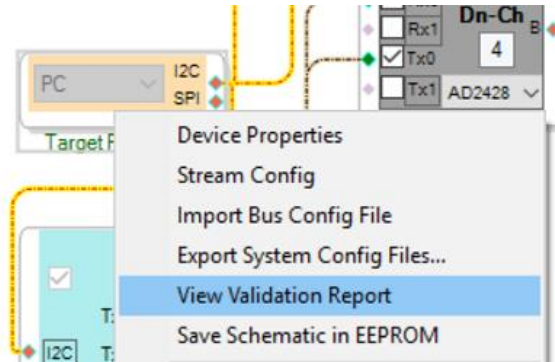 Rx1
Dn-Ch
B
Tx0
4
Tx1
AD2428
PC
I2C
SPI
Target
Device Properties
Stream Config
Import Bus Config File
Export System Config Files...
View Validation Report
Save Schematic in EEPROM
I2C